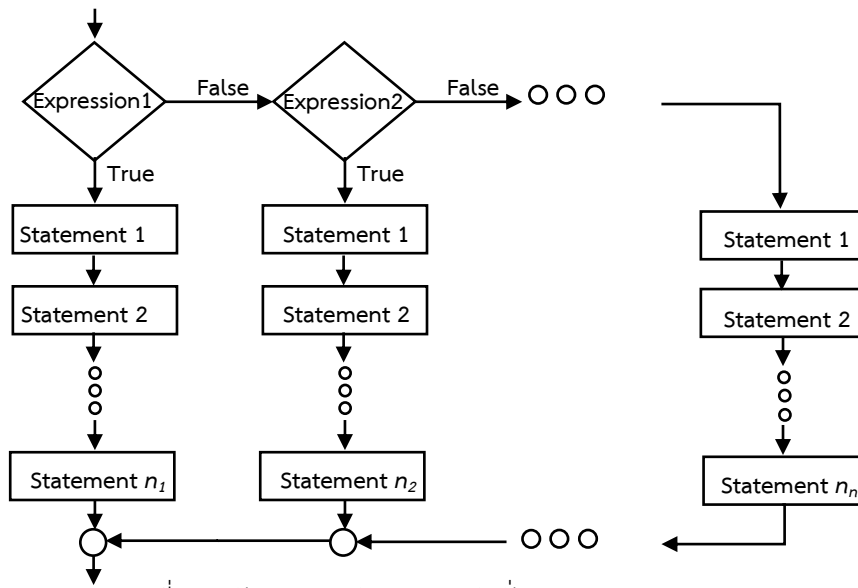 False
False
Expression1
Expression2
True
True
Statement 1
Statement 1
Statement 1
Statement 2
Statement 2
Statement 2
Statement n₁
Statement n₂
Statement nₙ